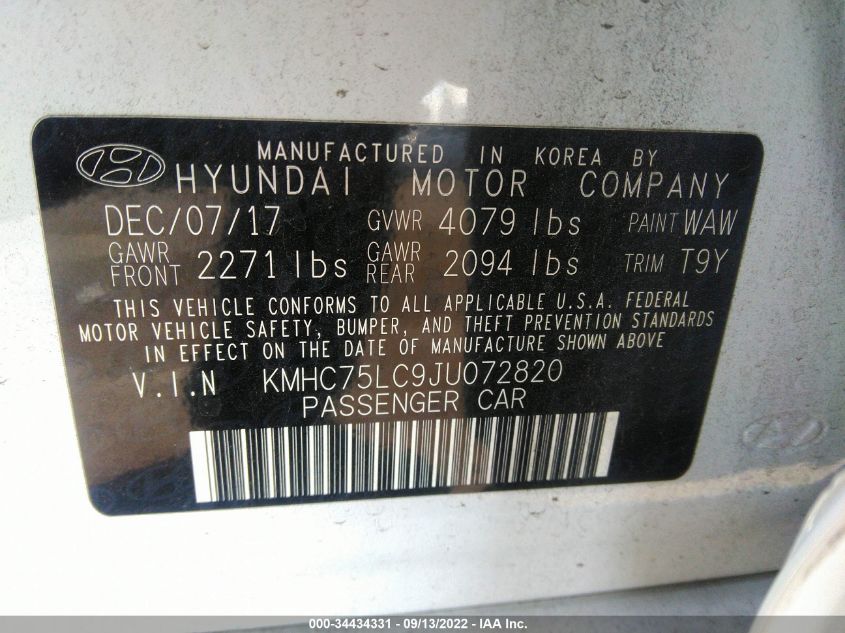 MANUFACTURED IN KOREA BY
HYUNDAI MOTOR COMPANY
DEC/07/17 GVWR 4079 lbs PAINT WAW
GAWR FRONT 2271 lbs GAWR REAR 2094 lbs TRIM T9Y
THIS VEHICLE CONFORMS TO ALL APPLICABLE U.S.A. FEDERAL
MOTOR VEHICLE SAFETY, BUMPER, AND THEFT PREVENTION STANDARDS
IN EFFECT ON THE DATE OF MANUFACTURE SHOWN ABOVE
V.I.N KMHC75LC9JU072820
PASSENGER CAR
000-34434331 - 09/13/2022 - IAA Inc.